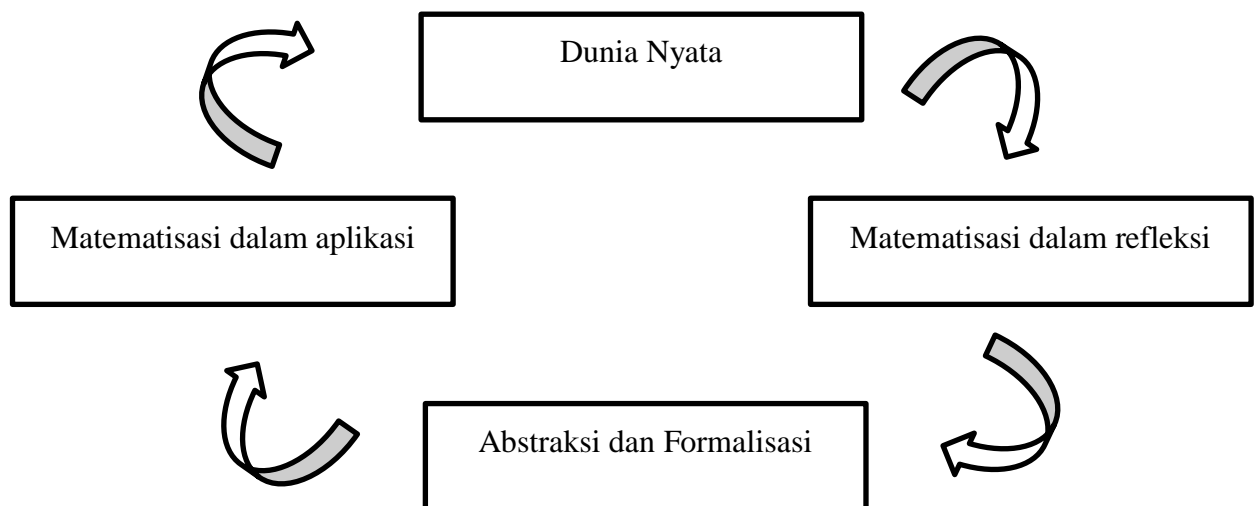 Dunia Nyata
Matematisasi dalam aplikasi
Matematisasi dalam refleksi
Abstraksi dan Formalisasi